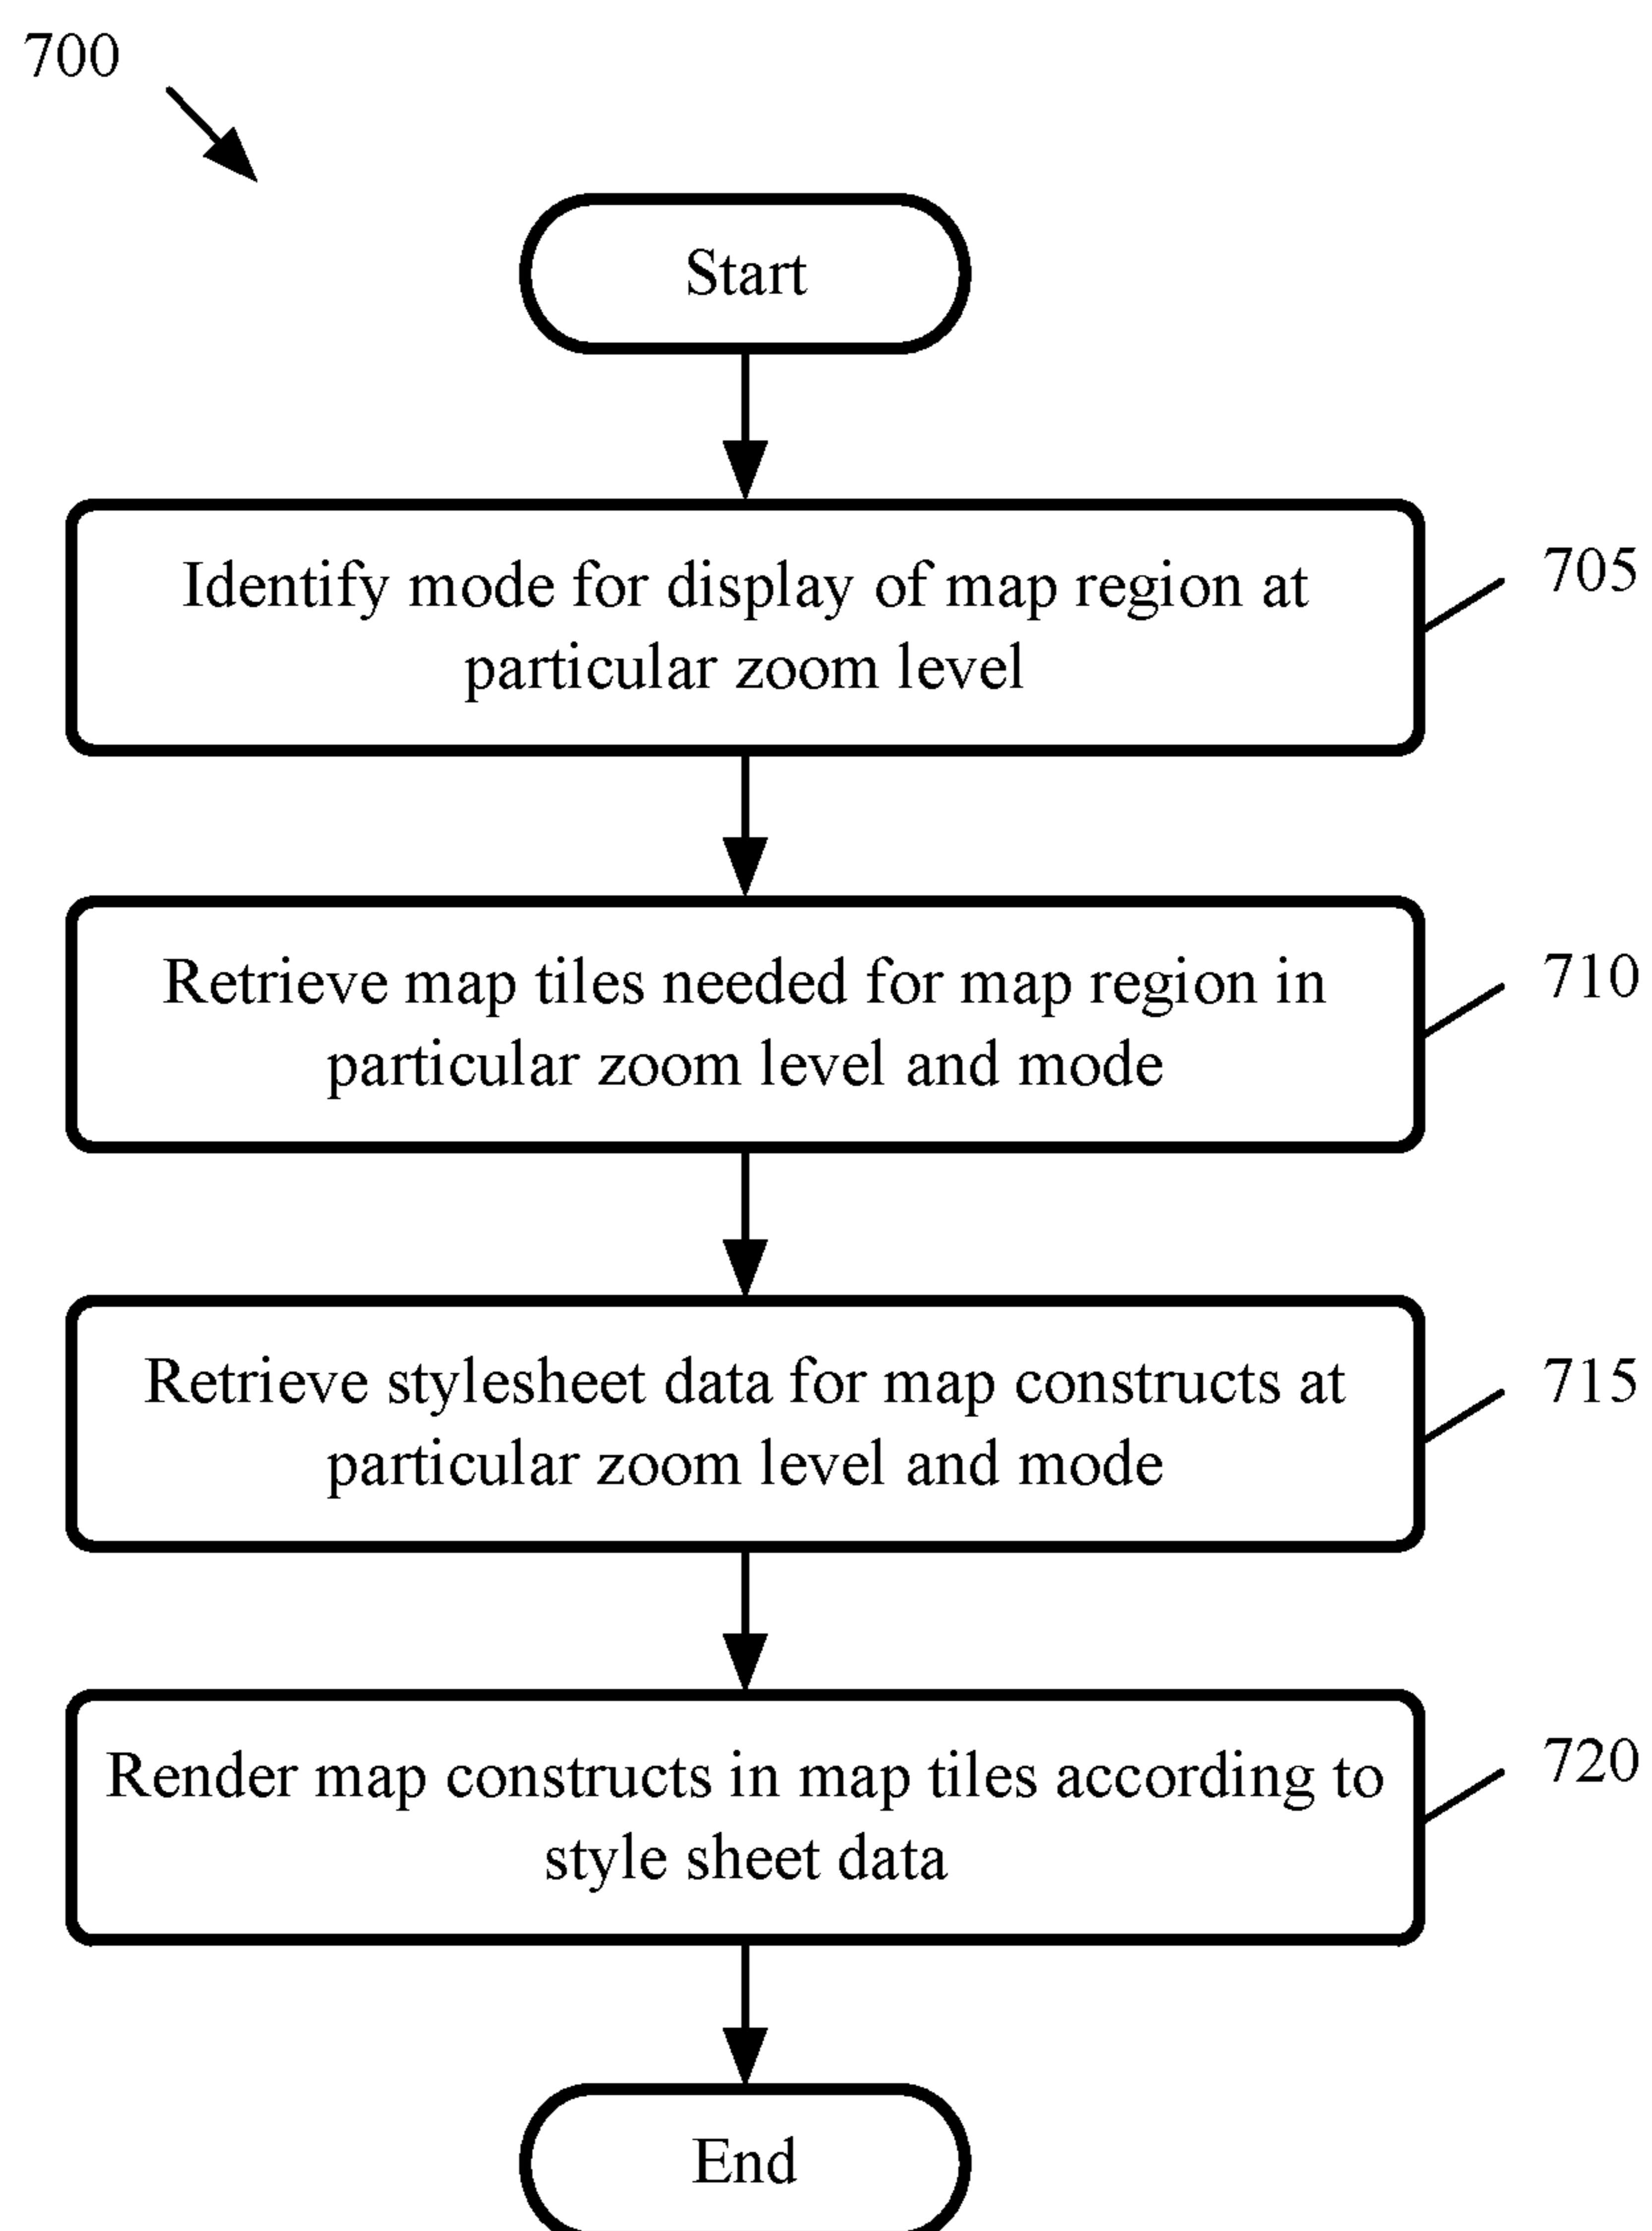 700
Start
Identify mode for display of map region at
particular zoom level
705
Retrieve map tiles needed for map region in
particular zoom level and mode
710
Retrieve stylesheet data for map constructs at
particular zoom level and mode
715
Render map constructs in map tiles according to
style sheet data
720
End